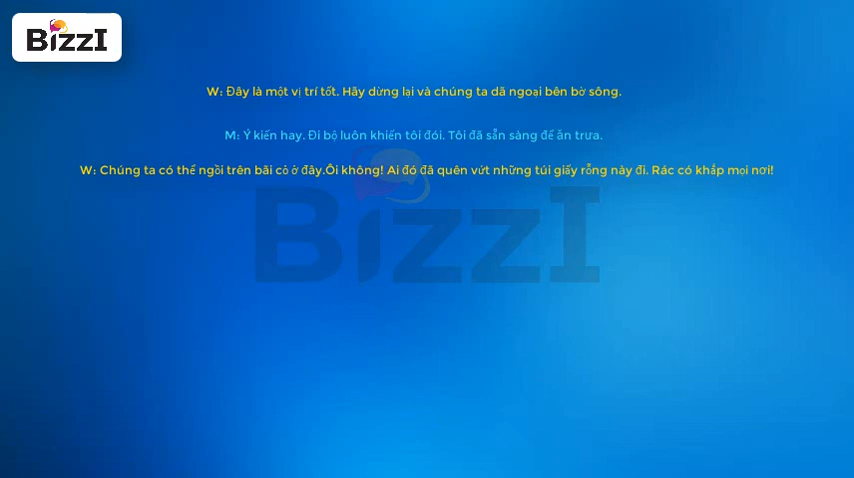 BizzI
W: Đây là một vị trí tốt. Hãy dừng lại và chúng ta dã ngoại bên bờ sông.
M: Ý kiến hay. Đi bộ luôn khiến tôi đói. Tôi đã sẵn sàng để ăn trưa.
W: Chúng ta có thể ngồi trên bãi cỏ ở đây.Ôi không! Ai đó đã quên vứt những túi giấy rỗng này đi. Rác có khắp mọi nơi!
BizzI